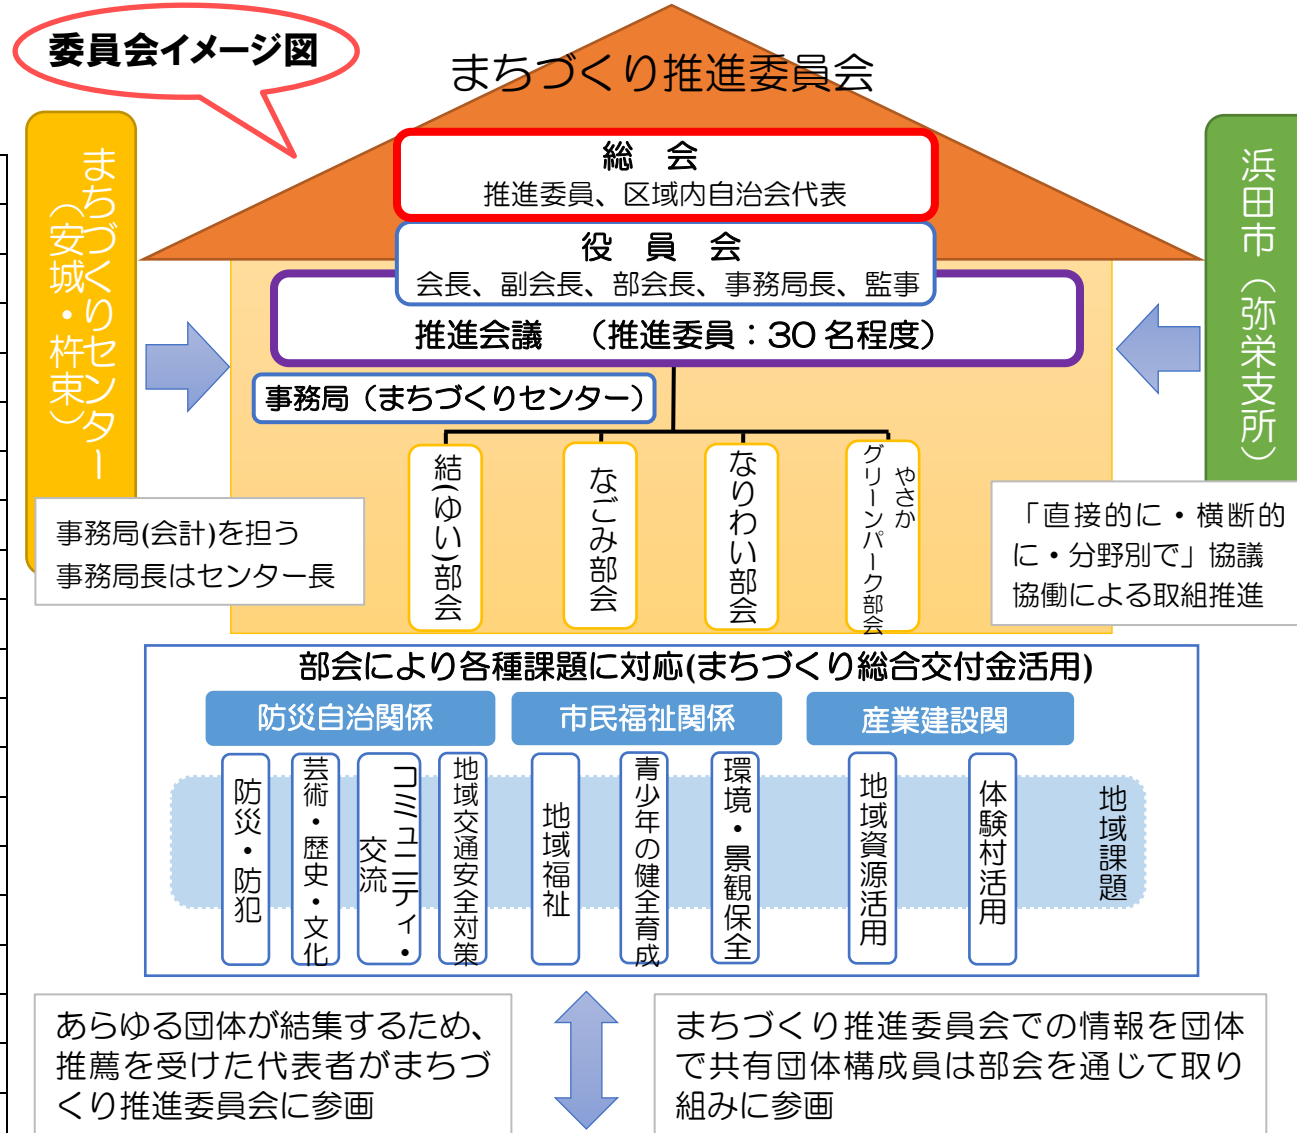 委員会イメージ図
まちづくり推進委員会
総　会
推進委員、区域内自治会代表
役　員　会
会長、副会長、部会長、事務局長、監事
推進会議　（推進委員：30名程度）
事務局（まちづくりセンター）
まちづくりセンター
（安城・杵束）
浜田市（弥栄支所）
事務局(会計)を担う
事務局長はセンター長
「直接的に・横断的
に・分野別で」協議
協働による取組推進
結(ゆい)部会
なごみ部会
なりわい部会
やさか
グリーンパーク部会
部会により各種課題に対応(まちづくり総合交付金活用)
防災自治関係
市民福祉関係
産業建設関
防災・防犯
芸術・歴史・文化
コミュニティ・
交流
地域交通安全対策
地域福祉
青少年の健全育成
環境・景観保全
地域資源活用
体験村活用
地域課題
あらゆる団体が結集するため、
推薦を受けた代表者がまちづ
くり推進委員会に参画
まちづくり推進委員会での情報を団体
で共有団体構成員は部会を通じて取り
組みに参画